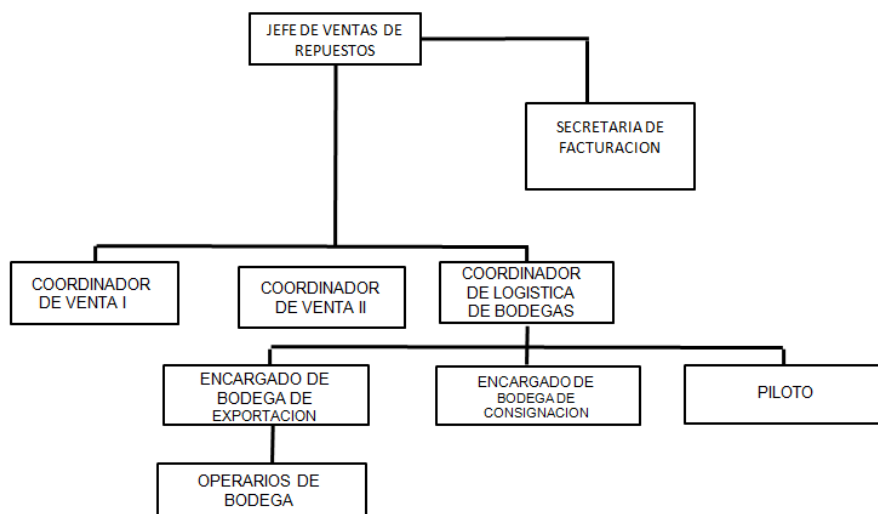 JEFE DE VENTAS DE
REPUESTOS
SECRETARIA DE
FACTURACION
COORDINADOR
DE VENTA I
COORDINADOR
DE VENTA II
COORDINADOR
DE LOGISTICA
DE BODEGAS
ENCARGADO DE
BODEGA DE
EXPORTACION
ENCARGADO DE
BODEGA DE
CONSIGNACION
PILOTO
OPERARIOS DE
BODEGA